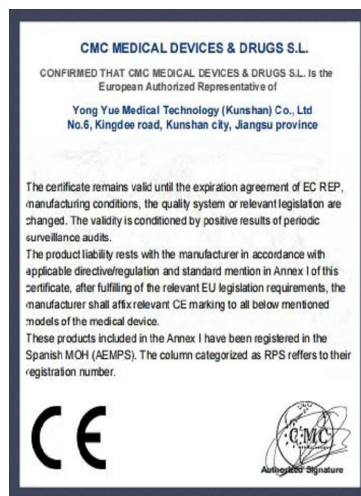 CMC MEDICAL DEVICES & DRUGS S.L.
CONFIRMED THAT CMC MEDICAL DEVICES & DRUGS S.L. Is the
European Authorized Representative of
Yong Yue Medical Technology (Kunshan) Co., Ltd
No.6, Kingdee road, Kunshan city, Jiangsu province
The certificate remains valid until the expiration agreement of EC REP,
manufacturing conditions, the quality system or relevant legislation are
changed. The validity is conditioned by positive results of periodic
surveillance audits.
The product liability rests with the manufacturer in accordance with
applicable directive/regulation and standard mention in Annex I of this
certificate, after fulfilling of the relevant EU legislation requirements, the
manufacturer shall affix relevant CE marking to all below mentioned
models of the medical device.
These products included in the Annex I have been registered in the
Spanish MOH (AEMPS). The column categorized as RPS reffers to their
registration number.
CE
CMC
Authorized Signature